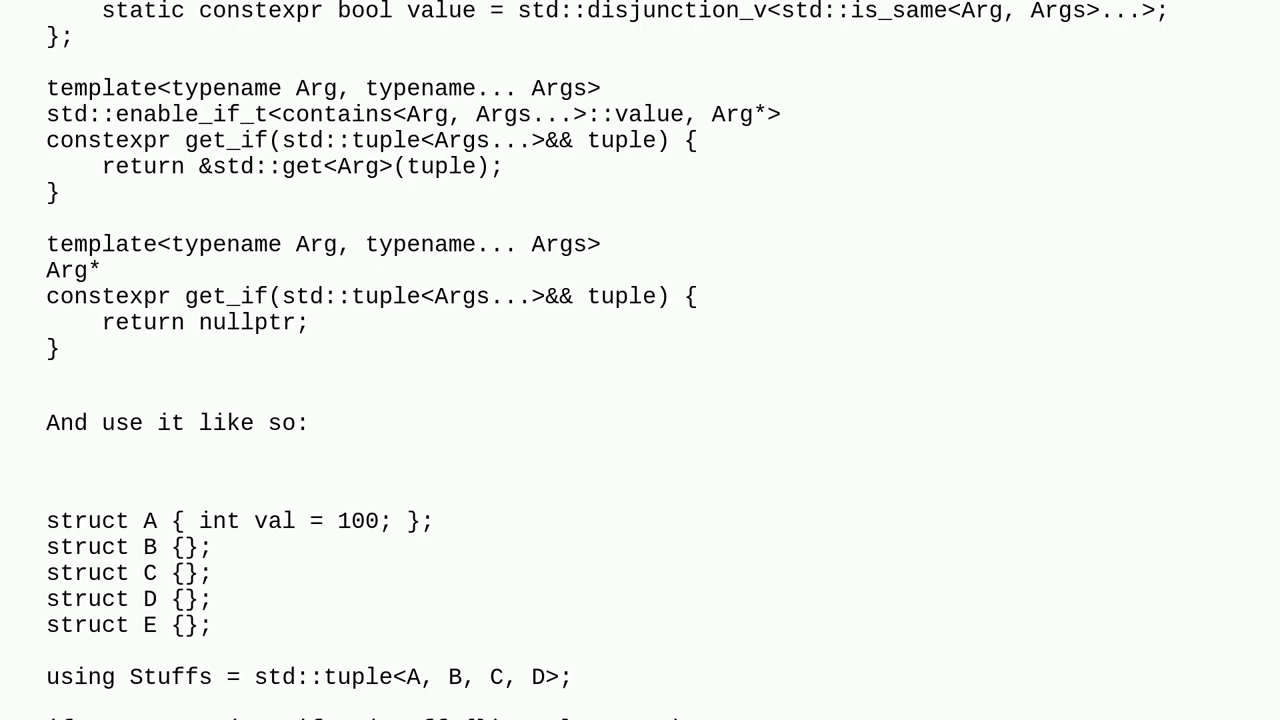 static constexpr bool value = std::disjunction_v<std::is_same<Arg, Args>...>;
};
template<typename Arg, typename... Args>
std::enable_if_t<contains<Arg, Args...>::value, Arg*>
constexpr get_if(std::tuple<Args...>&& tuple) {
    return &std::get<Arg>(tuple);
}
template<typename Arg, typename... Args>
Arg*
constexpr get_if(std::tuple<Args...>&& tuple) {
    return nullptr;
}
And use it like so:
struct A { int val = 100; };
struct B {};
struct C {};
struct D {};
struct E {};
using Stuffs = std::tuple<A, B, C, D>;